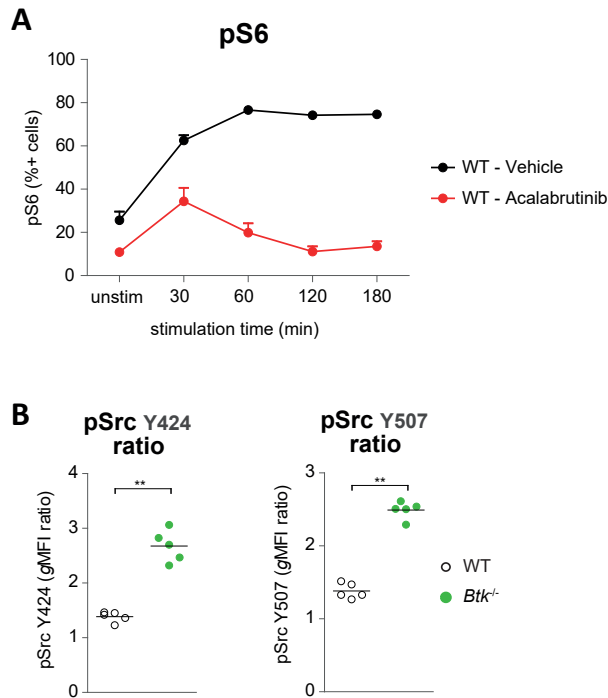 A
pS6
100
80
60
40
20
0
pS6 (%+ cells)
unstim 30 60 120 180
stimulation time (min)
WT - Vehicle
WT - Acalabrutinib
B
pSrc Y424
ratio
4
3
2
1
0
pSrc Y424 (gMFI ratio)
**
pSrc Y507
ratio
3
2
1
0
pSrc Y507 (gMFI ratio)
**
WT
Btk-/-